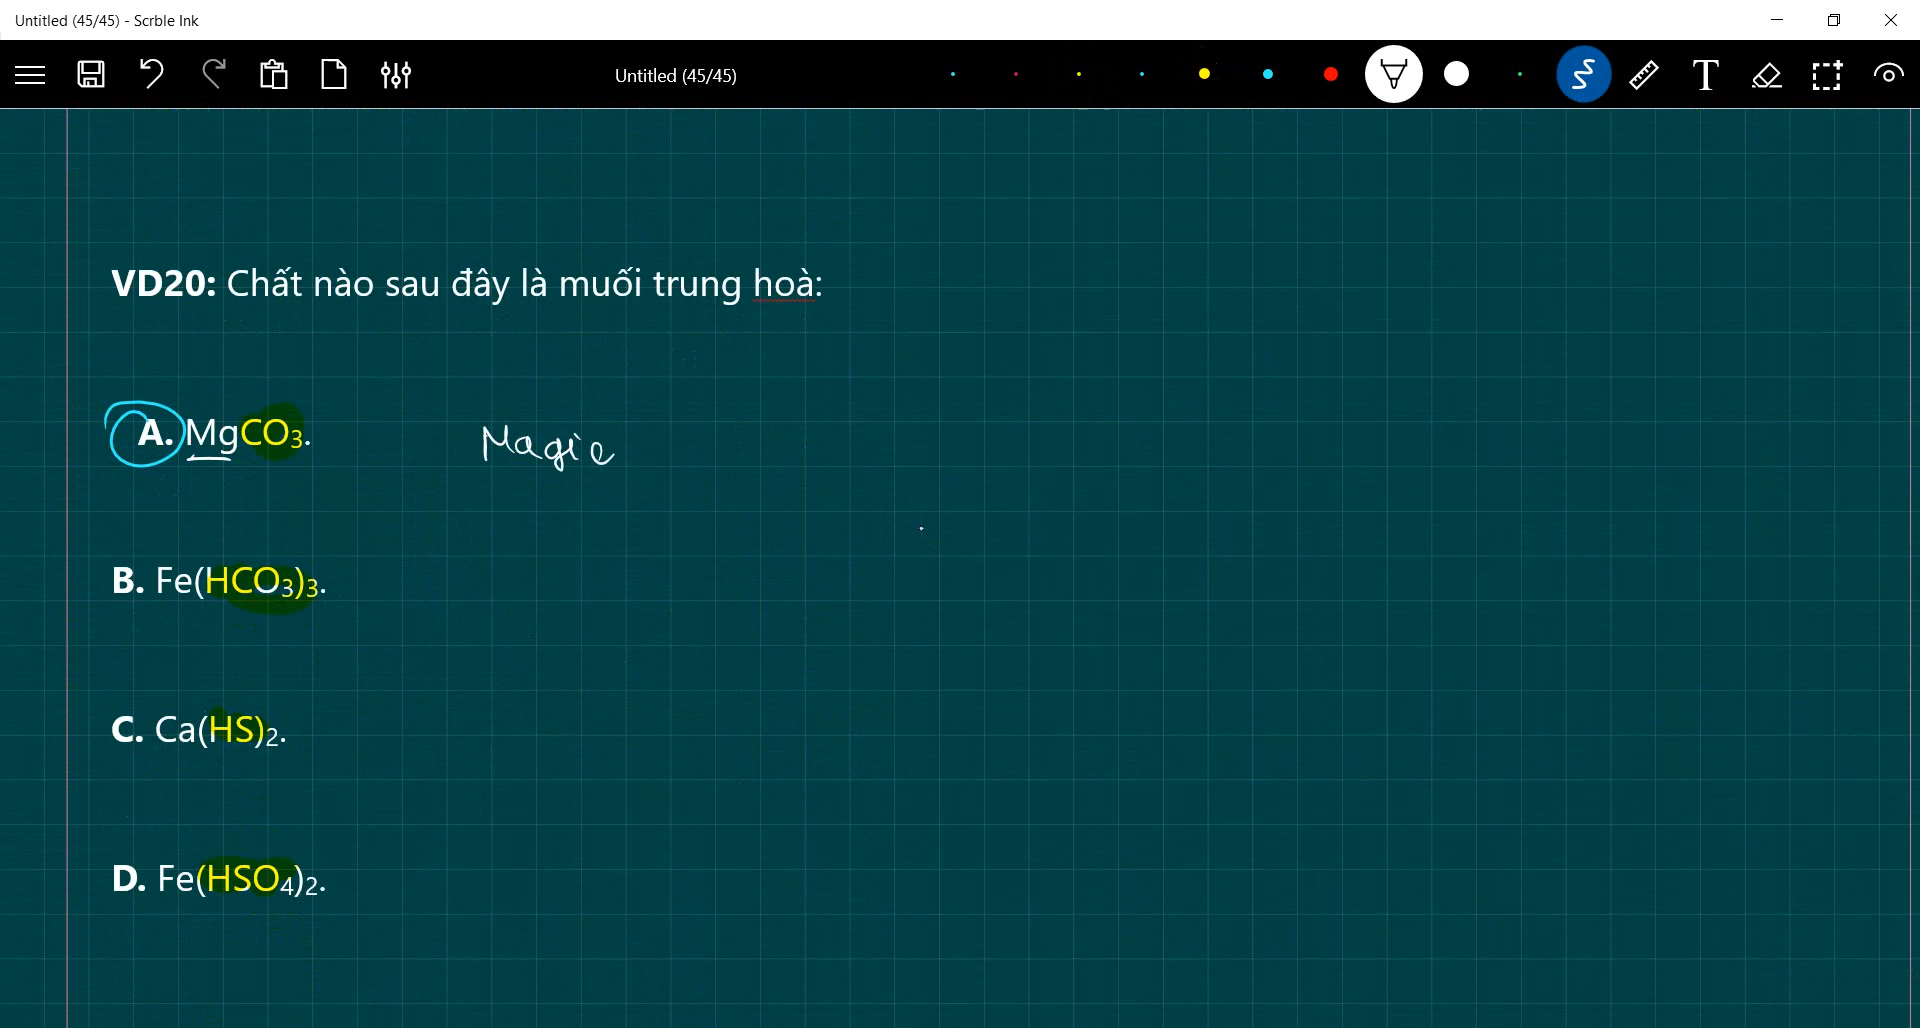 Untitled (45/45) - Scrble Ink
Untitled (45/45)
T
VD20: Chất nào sau đây là muối trung hoà:
A. MgCO₃. Magie
B. Fe(HCO₃)₃.
C. Ca(HS)₂.
D. Fe(HSO₄)₂.